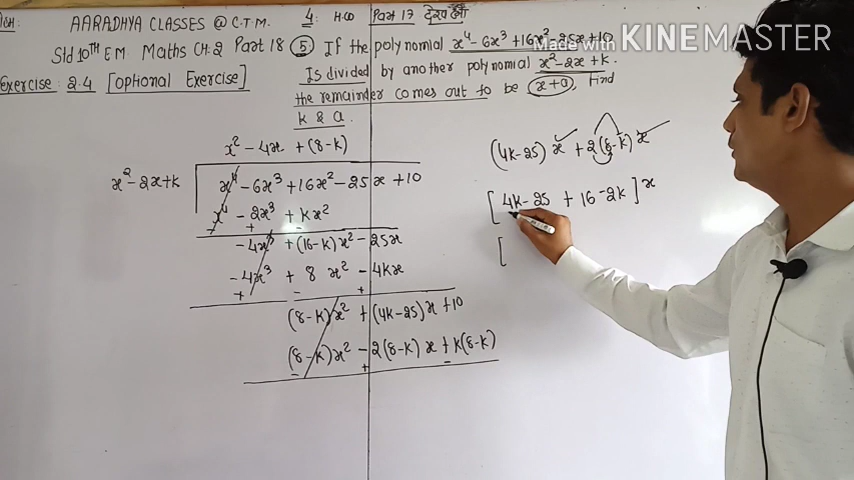 AARADHYA CLASSES @ C.T.M. 4: H.W Part 17 देख लो
Std 10TH EM Maths CH:2 Part 18 ⑤ If the polynomial x⁴ - 6x³ + 16x² - 25x + 10
Made with KINEMASTER
Exercise: 2.4 [optional Exercise] Is divided by another polynomial x² - 2x + k.
the remainder comes out to be (x+a), Find
k & a.
x² - 4x + (8-k)
x² - 2x + k x⁴ - 6x³ + 16x² - 25x + 10
x⁴ - 2x³ + kx²
- + -
-4x³ + (16-k)x² - 25x
-4x³ + 8x² - 4kx
+ - +
(8-k)x² + (4k-25)x + 10
(8-k)x² - 2(8-k)x + k(8-k)
- + -
(4k-25)x + 2(8-k)x
[4k-25 + 16-2k]x
[